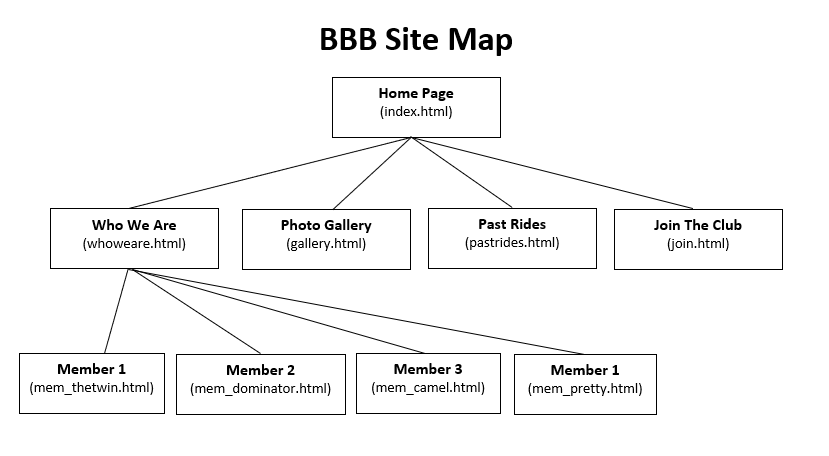 BBB Site Map
Home Page
(index.html)
Who We Are
(whoweare.html)
Photo Gallery
(gallery.html)
Past Rides
(pastrides.html)
Join The Club
(join.html)
Member 1
(mem_thetwin.html)
Member 2
(mem_dominator.html)
Member 3
(mem_camel.html)
Member 1
(mem_pretty.html)